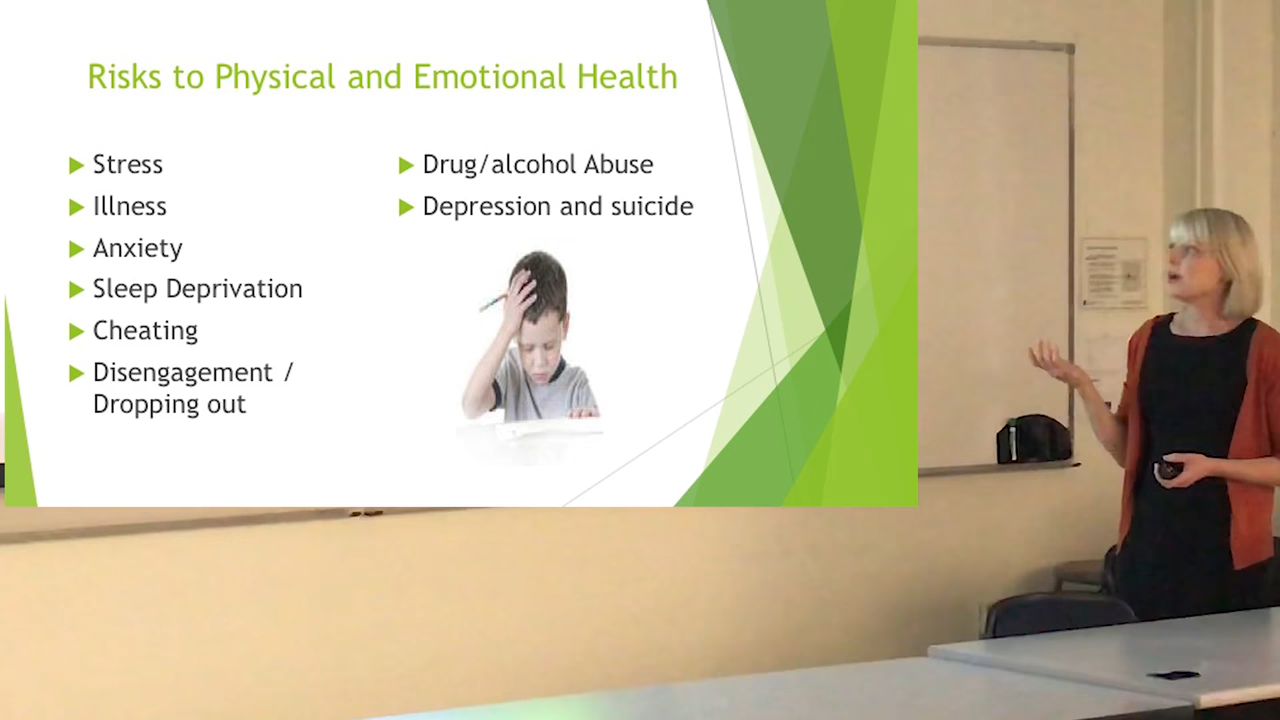 Risks to Physical and Emotional Health
Stress
Illness
Anxiety
Sleep Deprivation
Cheating
Disengagement /
Dropping out
Drug/alcohol Abuse
Depression and suicide